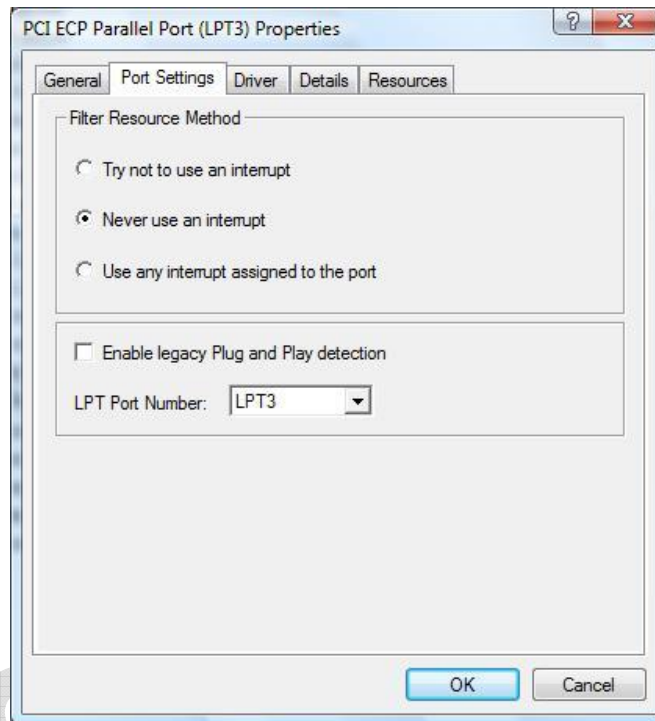 PCI ECP Parallel Port (LPT3) Properties
General Port Settings Driver Details Resources
Filter Resource Method
Try not to use an interrupt
Never use an interrupt
Use any interrupt assigned to the port
Enable legacy Plug and Play detection
LPT Port Number: LPT3
OK Cancel